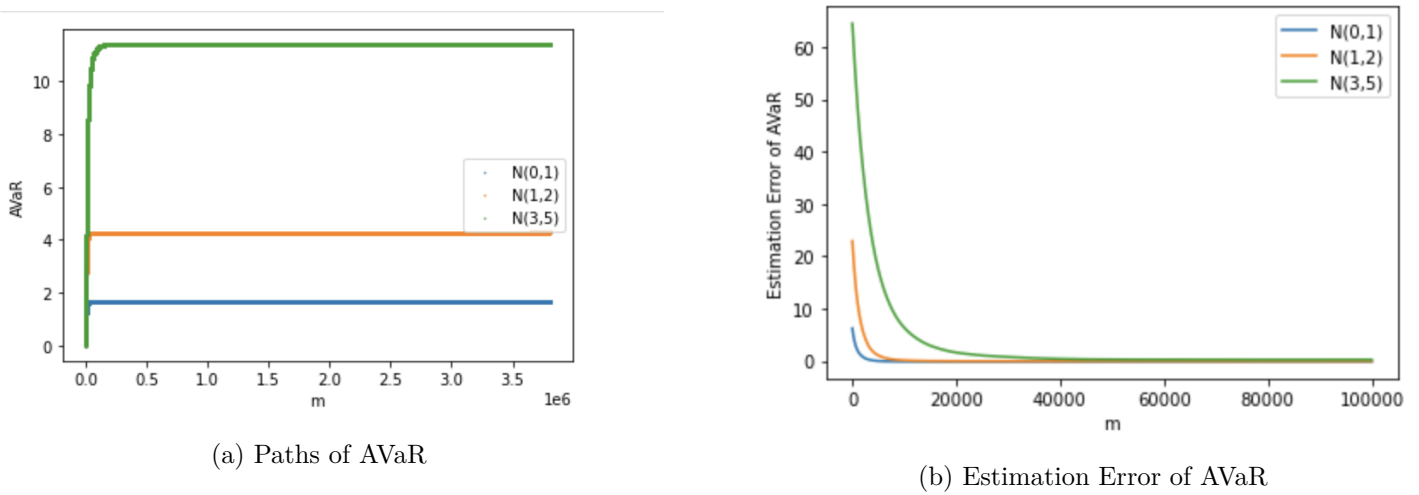 10
8
6
4
2
0
AVaR
0.0 0.5 1.0 1.5 2.0 2.5 3.0 3.5
1e6
m
N(0,1)
N(1,2)
N(3,5)
(a) Paths of AVaR
60
50
40
30
20
10
0
Estimation Error of AVaR
0 20000 40000 60000 80000 100000
m
N(0,1)
N(1,2)
N(3,5)
(b) Estimation Error of AVaR